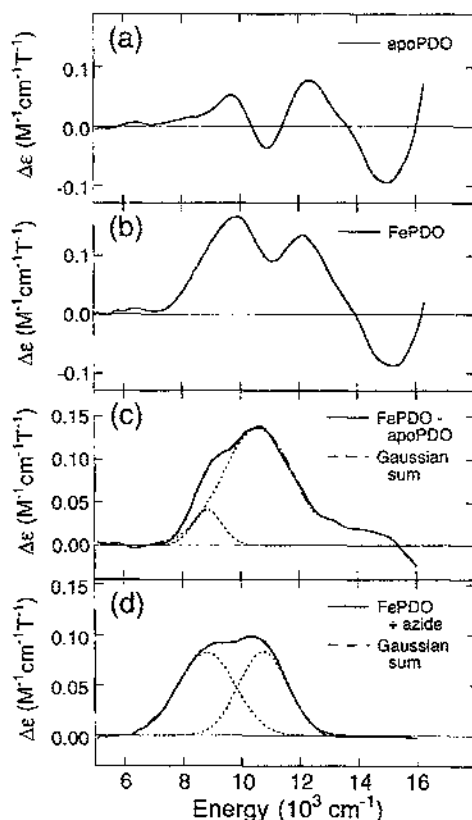 (a)
apoPDO
Δε (M⁻¹cm⁻¹T⁻¹)
0.1
0.0
-0.1
(b)
FePDO
Δε (M⁻¹cm⁻¹T⁻¹)
0.1
0.0
-0.1
(c)
FePDO -
apoPDO
Gaussian
sum
Δε (M⁻¹cm⁻¹T⁻¹)
0.15
0.10
0.05
0.00
(d)
FePDO
+ azide
Gaussian
sum
Δε (M⁻¹cm⁻¹T⁻¹)
0.15
0.10
0.05
0.00
6 8 10 12 14 16
Energy (10³ cm⁻¹)